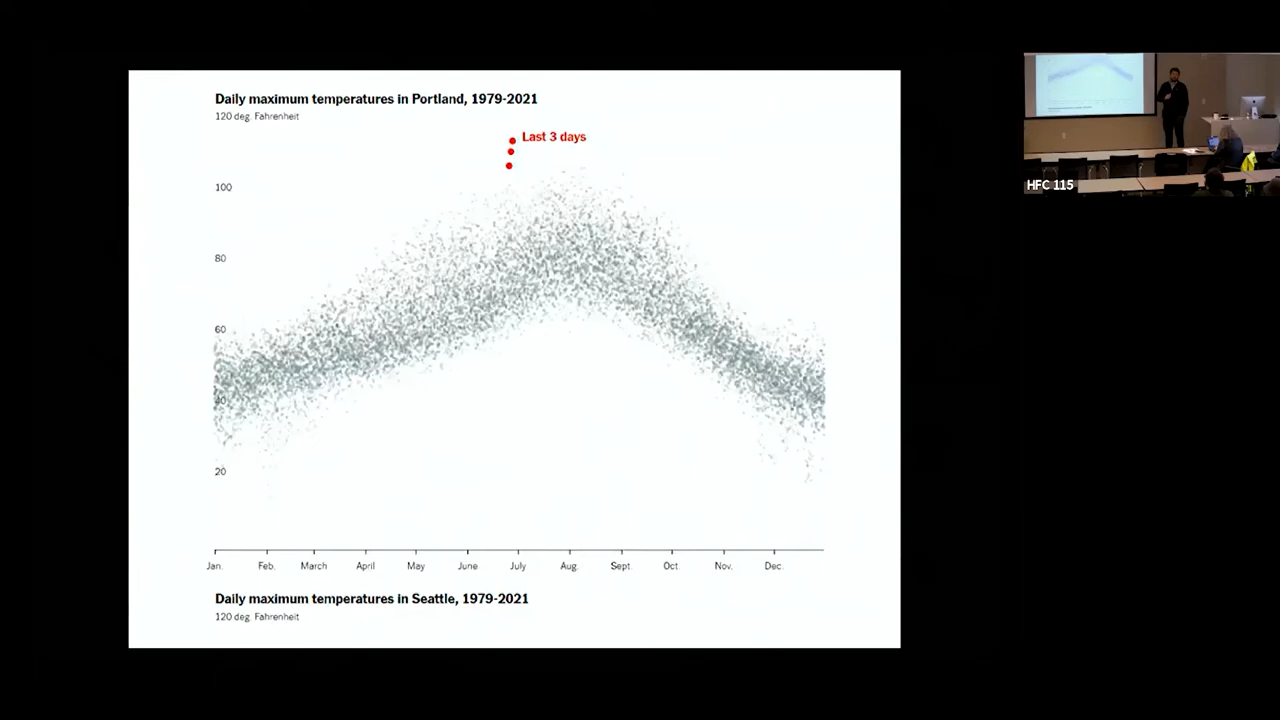 Daily maximum temperatures in Portland, 1979-2021
120 deg. Fahrenheit
Last 3 days
100
80
60
40
20
Jan. Feb. March April May June July Aug. Sept. Oct. Nov. Dec.
Daily maximum temperatures in Seattle, 1979-2021
120 deg. Fahrenheit
HFC 115